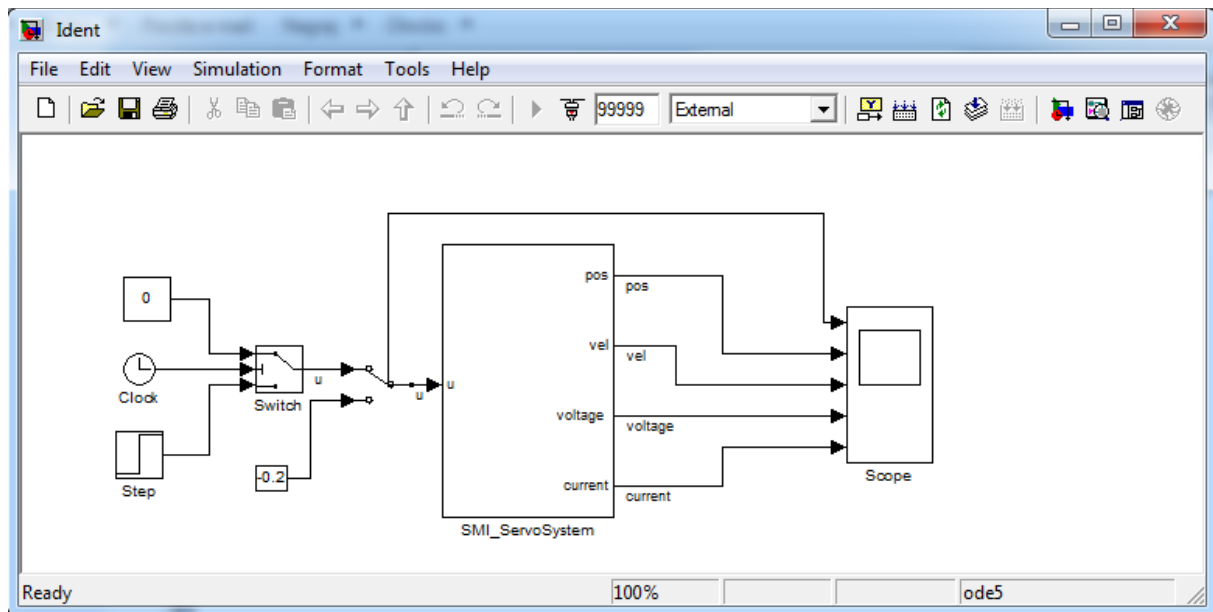 Ident
File Edit View Simulation Format Tools Help
99999 External
0
Clock
Switch
u
Step
-0.2
u
u
pos
vel
voltage
current
SMI_ServoSystem
pos
vel
voltage
current
Scope
Ready 100% ode5